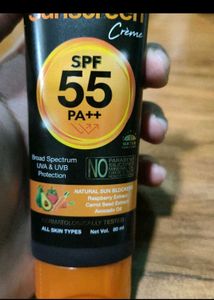 Sunscreen
Crème
SPF
55
PA++
Broad Spectrum
UVA & UVB
Protection
NO
NATURAL SUN BLOCKERS
Raspberry Extract
Carrot Seed Extract
Avocado Oil
DERMATOLOGICALLY TESTED
ALL SKIN TYPES Net Vol. 80 ml